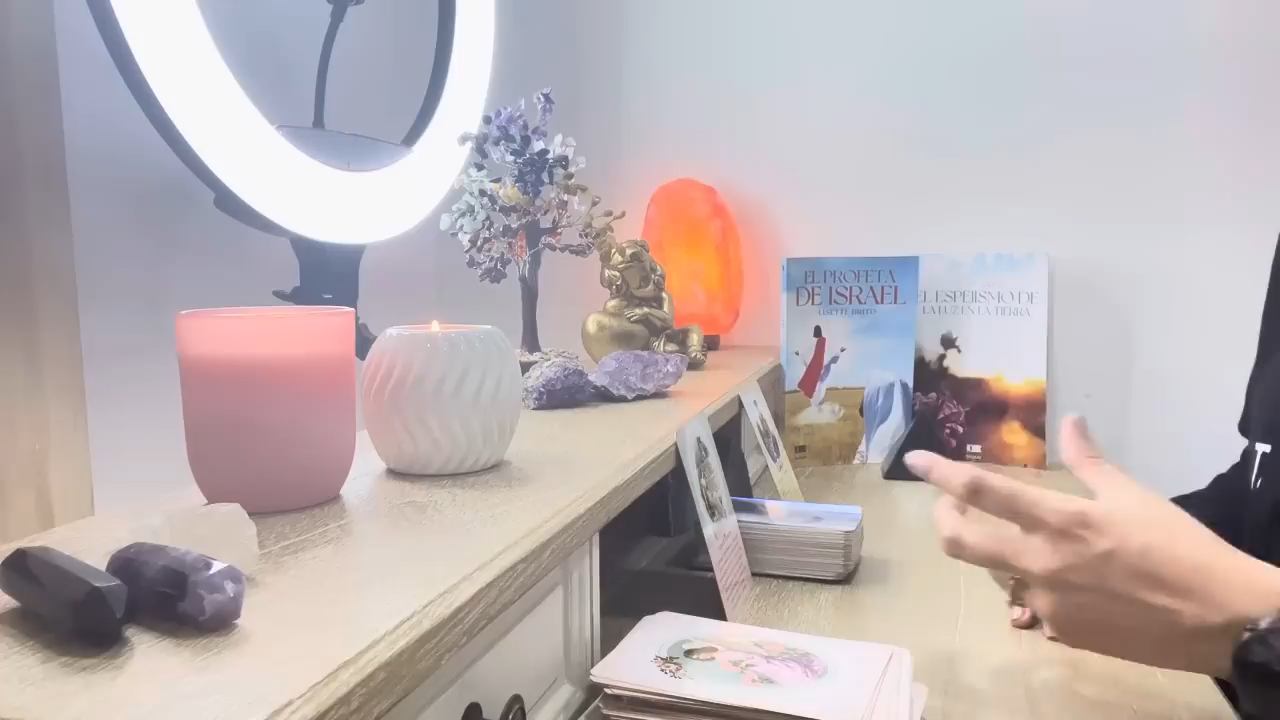 EL PROFETA
DE ISRAEL
LISETTE BRITO
EL ESPEJISMO DE
LA LUZ EN LA TIERRA
T